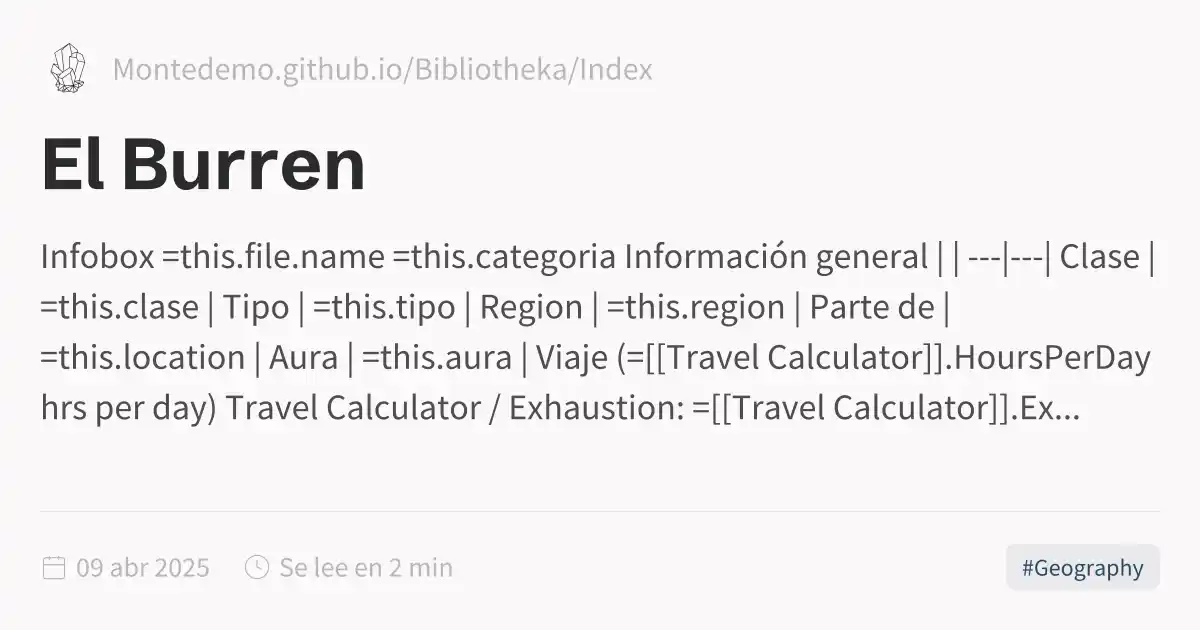 Montedemo.github.io/Bibliotheka/Index
El Burren
Infobox =this.file.name =this.categoria Información general | | ---|---| Clase |
=this.clase | Tipo | =this.tipo | Region | =this.region | Parte de |
=this.location | Aura | =this.aura | Viaje (=[[Travel Calculator]].HoursPerDay
hrs per day) Travel Calculator / Exhaustion: =[[Travel Calculator]].Ex...
09 abr 2025 Se lee en 2 min #Geography